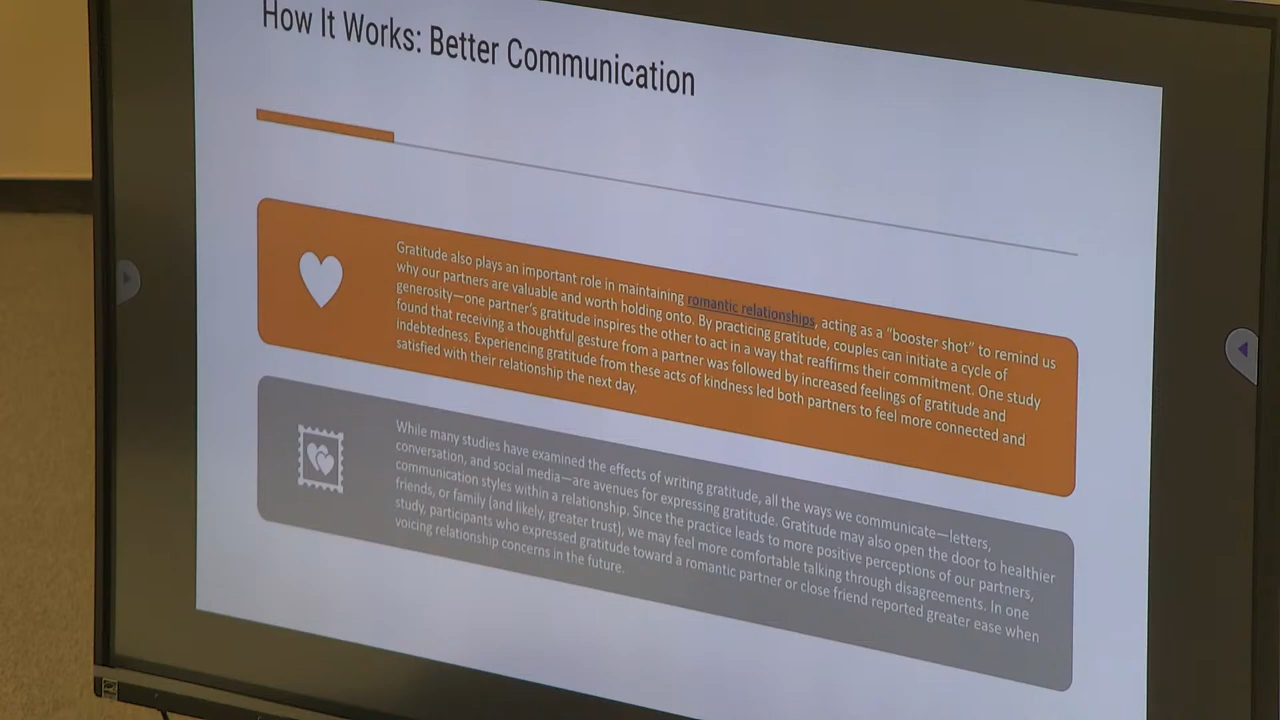 How It Works: Better Communication
Gratitude also plays an important role in maintaining romantic relationships, acting as a “booster shot” to remind us
why our partners are valuable and worth holding onto. By practicing gratitude, couples can initiate a cycle of
generosity—one partner’s gratitude inspires the other to act in a way that reaffirms their commitment. One study
found that receiving a thoughtful gesture from a partner was followed by increased feelings of gratitude and
indebtedness. Experiencing gratitude from these acts of kindness led both partners to feel more connected and
satisfied with their relationship the next day.
While many studies have examined the effects of writing gratitude, all the ways we communicate—letters,
conversation, and social media—are avenues for expressing gratitude. Gratitude may also open the door to healthier
communication styles within a relationship. Since the practice leads to more positive perceptions of our partners,
friends, or family (and likely, greater trust), we may feel more comfortable talking through disagreements. In one
study, participants who expressed gratitude toward a romantic partner or close friend reported greater ease when
voicing relationship concerns in the future.